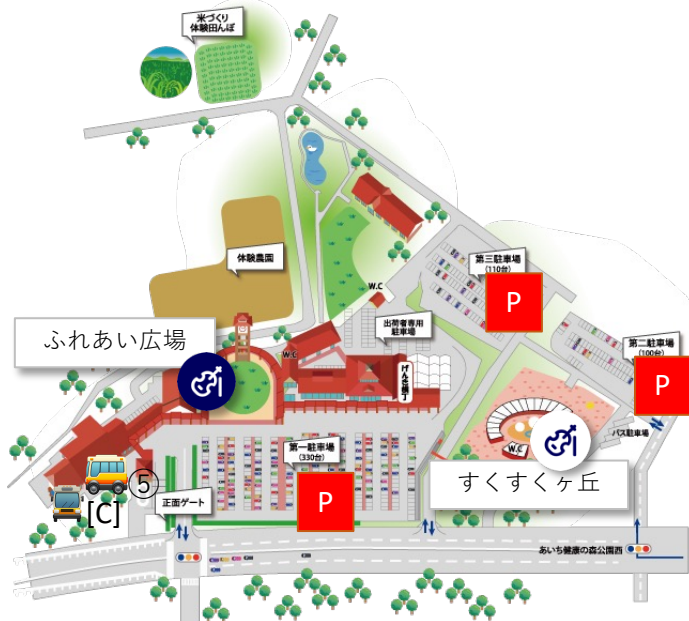 米づくり
体験田んぼ
体験農園
W.C
第三駐車場
(110台)
P
出荷者専用
駐車場
ふれあい広場
W.C
げんき横丁
第二駐車場
(100台)
P
バス駐車場
W.C
第一駐車場
(330台)
P
すくすくヶ丘
⑤
[C]
正面ゲート
あいち健康の森公園西